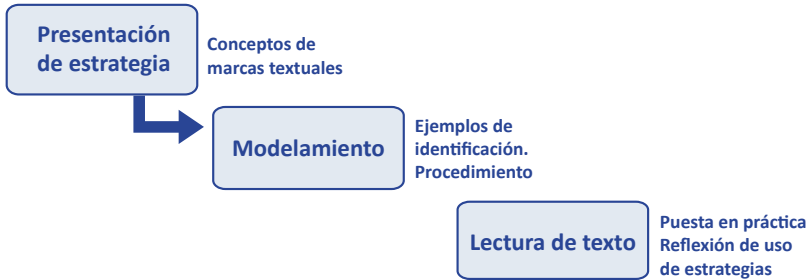 Presentación
de estrategia
Conceptos de
marcas textuales
Modelamiento
Ejemplos de
identificación.
Procedimiento
Lectura de texto
Puesta en práctica
Reflexión de uso
de estrategias